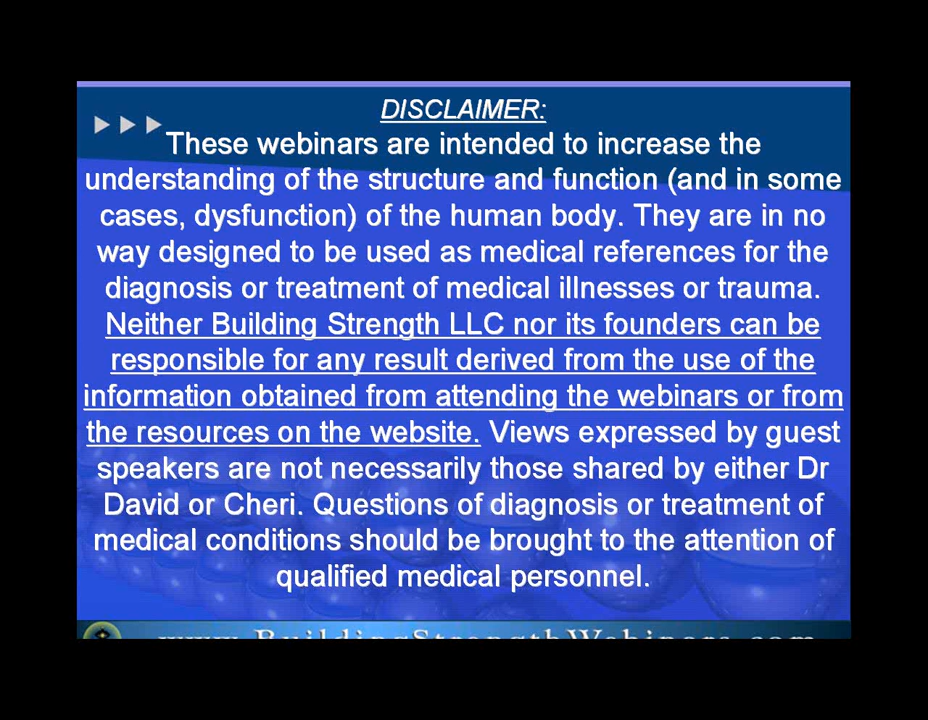 DISCLAIMER:
These webinars are intended to increase the
understanding of the structure and function (and in some
cases, dysfunction) of the human body. They are in no
way designed to be used as medical references for the
diagnosis or treatment of medical illnesses or trauma.
Neither Building Strength LLC nor its founders can be
responsible for any result derived from the use of the
information obtained from attending the webinars or from
the resources on the website. Views expressed by guest
speakers are not necessarily those shared by either Dr
David or Cheri. Questions of diagnosis or treatment of
medical conditions should be brought to the attention of
qualified medical personnel.
www.BuildingStrengthWebinars.com